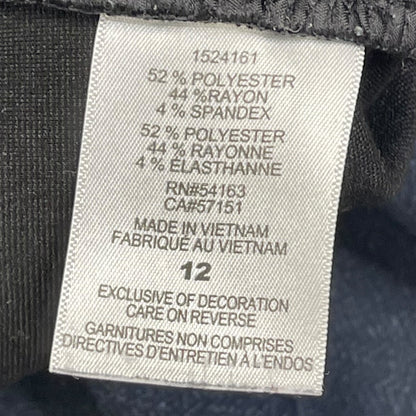 1524161
52 % POLYESTER
44 %RAYON
4 % SPANDEX
52 % POLYESTER
44 % RAYONNE
4 % ÉLASTHANNE
RN#54163
CA#57151
MADE IN VIETNAM
FABRIQUÉ AU VIETNAM
12
EXCLUSIVE OF DECORATION
CARE ON REVERSE
GARNITURES NON COMPRISES
DIRECTIVES D'ENTRETIEN À L'ENDOS